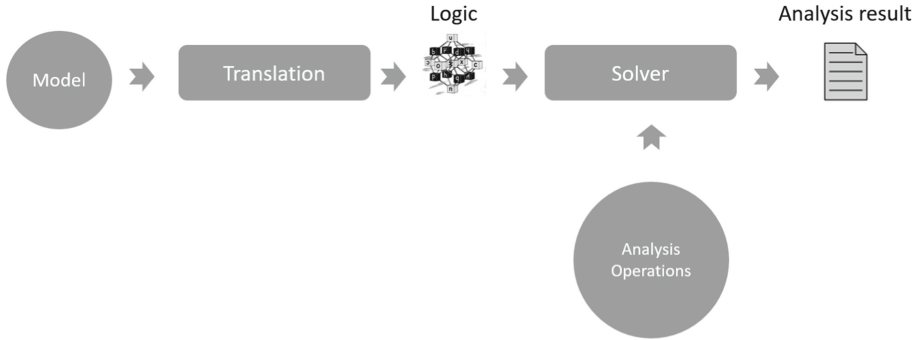 Logic
Analysis result
Model
Translation
Solver
Analysis
Operations